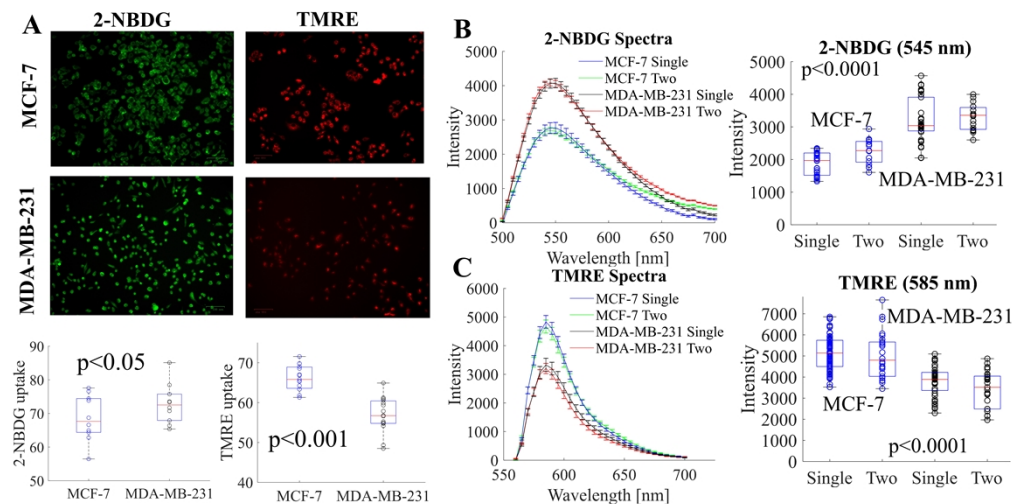 A
2-NBDG
TMRE
MCF-7
MDA-MB-231
90
80
70
60
50
2-NBDG uptake
p<0.05
MCF-7
MDA-MB-231
80
70
60
50
40
TMRE uptake
p<0.001
MCF-7
MDA-MB-231
B
2-NBDG Spectra
5000
4000
3000
2000
1000
0
Intensity
MCF-7 Single
MCF-7 Two
MDA-MB-231 Single
MDA-MB-231 Two
500
550
600
650
700
Wavelength [nm]
2-NBDG (545 nm)
5000
4000
3000
2000
1000
0
Intensity
p<0.0001
MCF-7
MDA-MB-231
Single
Two
Single
Two
C
TMRE Spectra
6000
5000
4000
3000
2000
1000
0
Intensity
MCF-7 Single
MCF-7 Two
MDA-MB-231 Single
MDA-MB-231 Two
550
600
650
700
Wavelength [nm]
TMRE (585 nm)
7000
6000
5000
4000
3000
2000
1000
0
Intensity
MDA-MB-231
MCF-7
p<0.0001
Single
Two
Single
Two